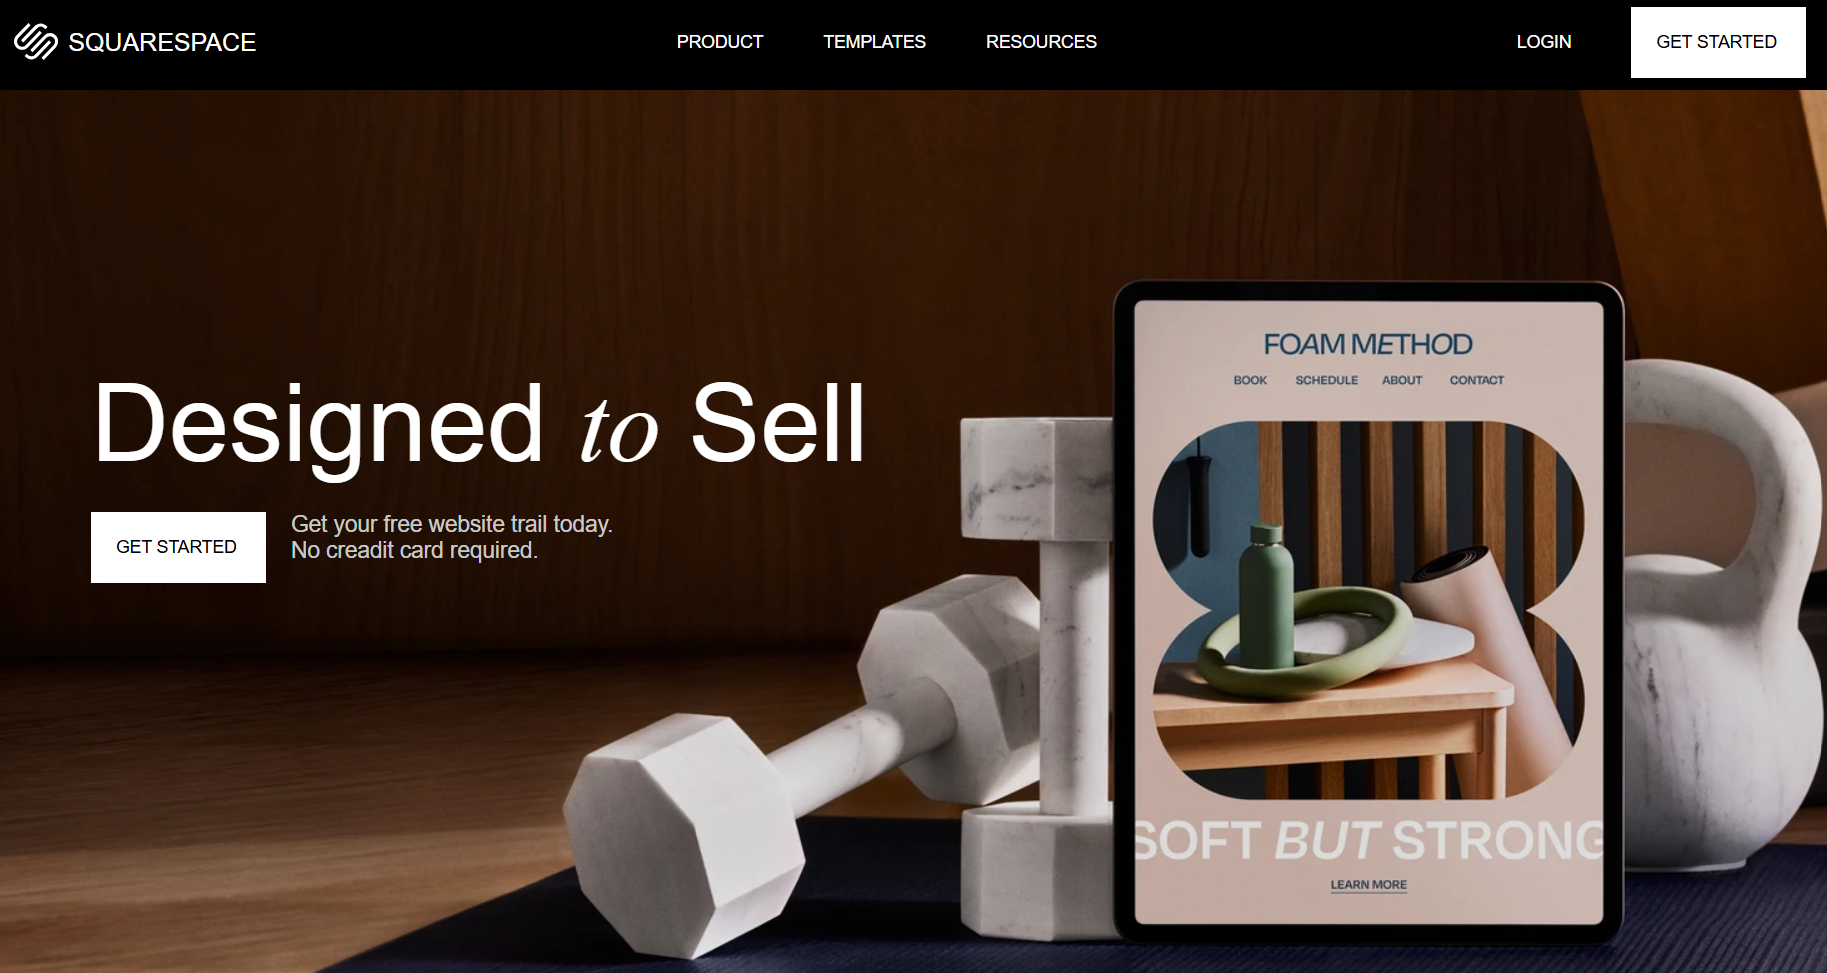 SQUARESPACE PRODUCT TEMPLATES RESOURCES LOGIN GET STARTED
FOAM METHOD
BOOK SCHEDULE ABOUT CONTACT
Designed to Sell
GET STARTED
Get your free website trail today.
No creadit card required.
SOFT BUT STRONG
LEARN MORE